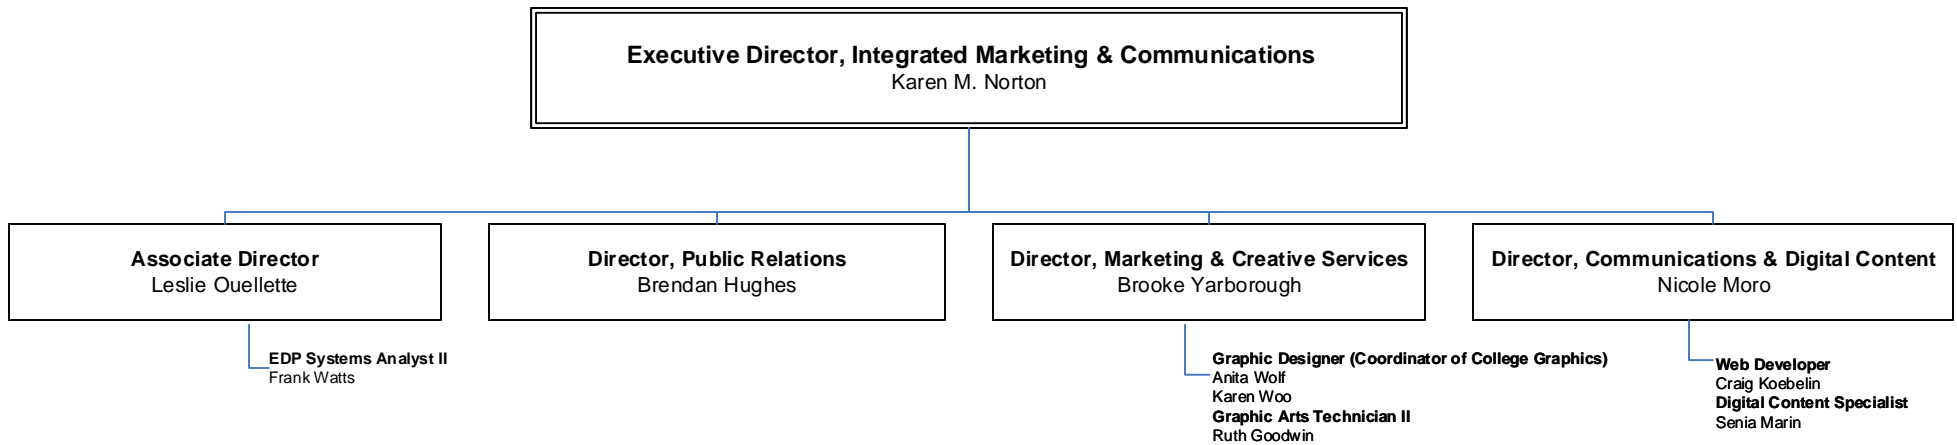 Executive Director, Integrated Marketing & Communications
Karen M. Norton
Associate Director
Leslie Ouellette
Director, Public Relations
Brendan Hughes
Director, Marketing & Creative Services
Brooke Yarborough
Director, Communications & Digital Content
Nicole Moro
EDP Systems Analyst II
Frank Watts
Graphic Designer (Coordinator of College Graphics)
Anita Wolf
Karen Woo
Graphic Arts Technician II
Ruth Goodwin
Web Developer
Craig Koebelin
Digital Content Specialist
Senia Marin